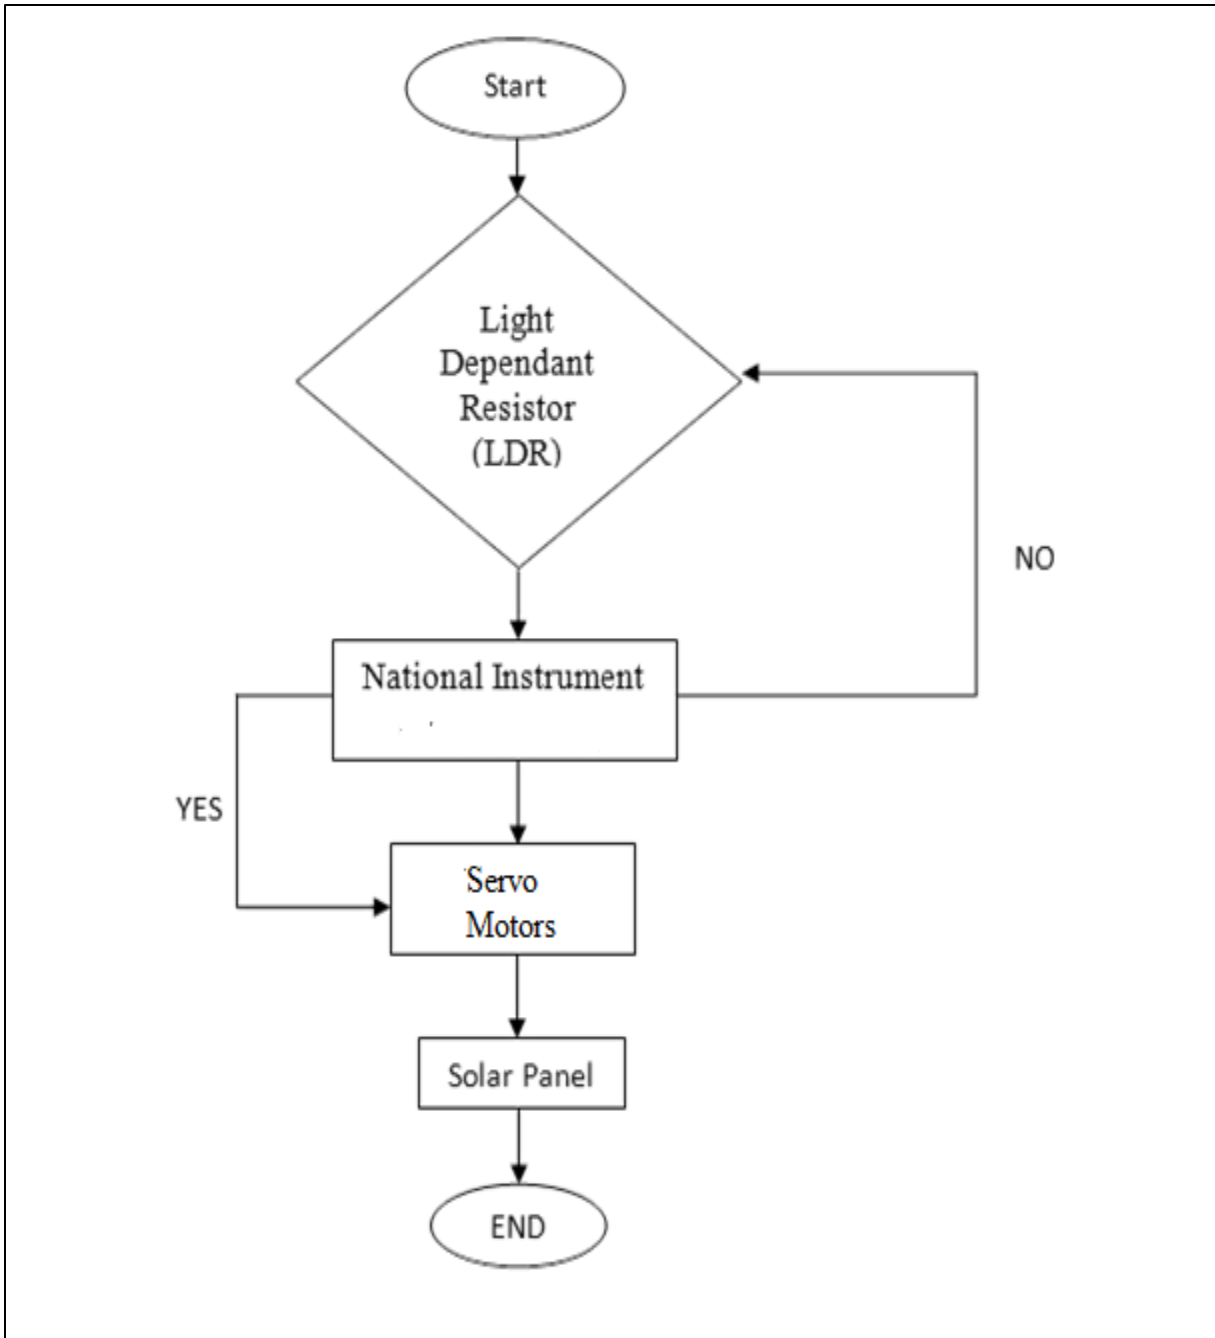 Start
Light
Dependant
Resistor
(LDR)
NO
National Instrument
YES
Servo
Motors
Solar Panel
END